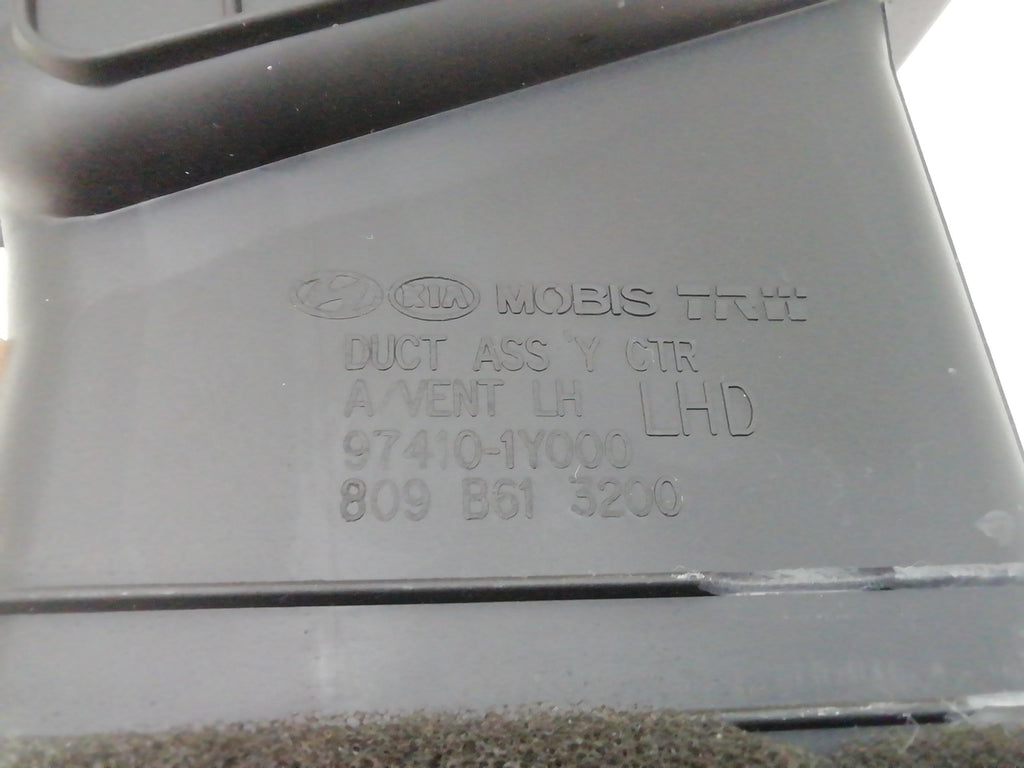 KIA MOBIS TRW
DUCT ASS'Y CTR
A/VENT LH LHD
97410-1Y000
809 B61 3200